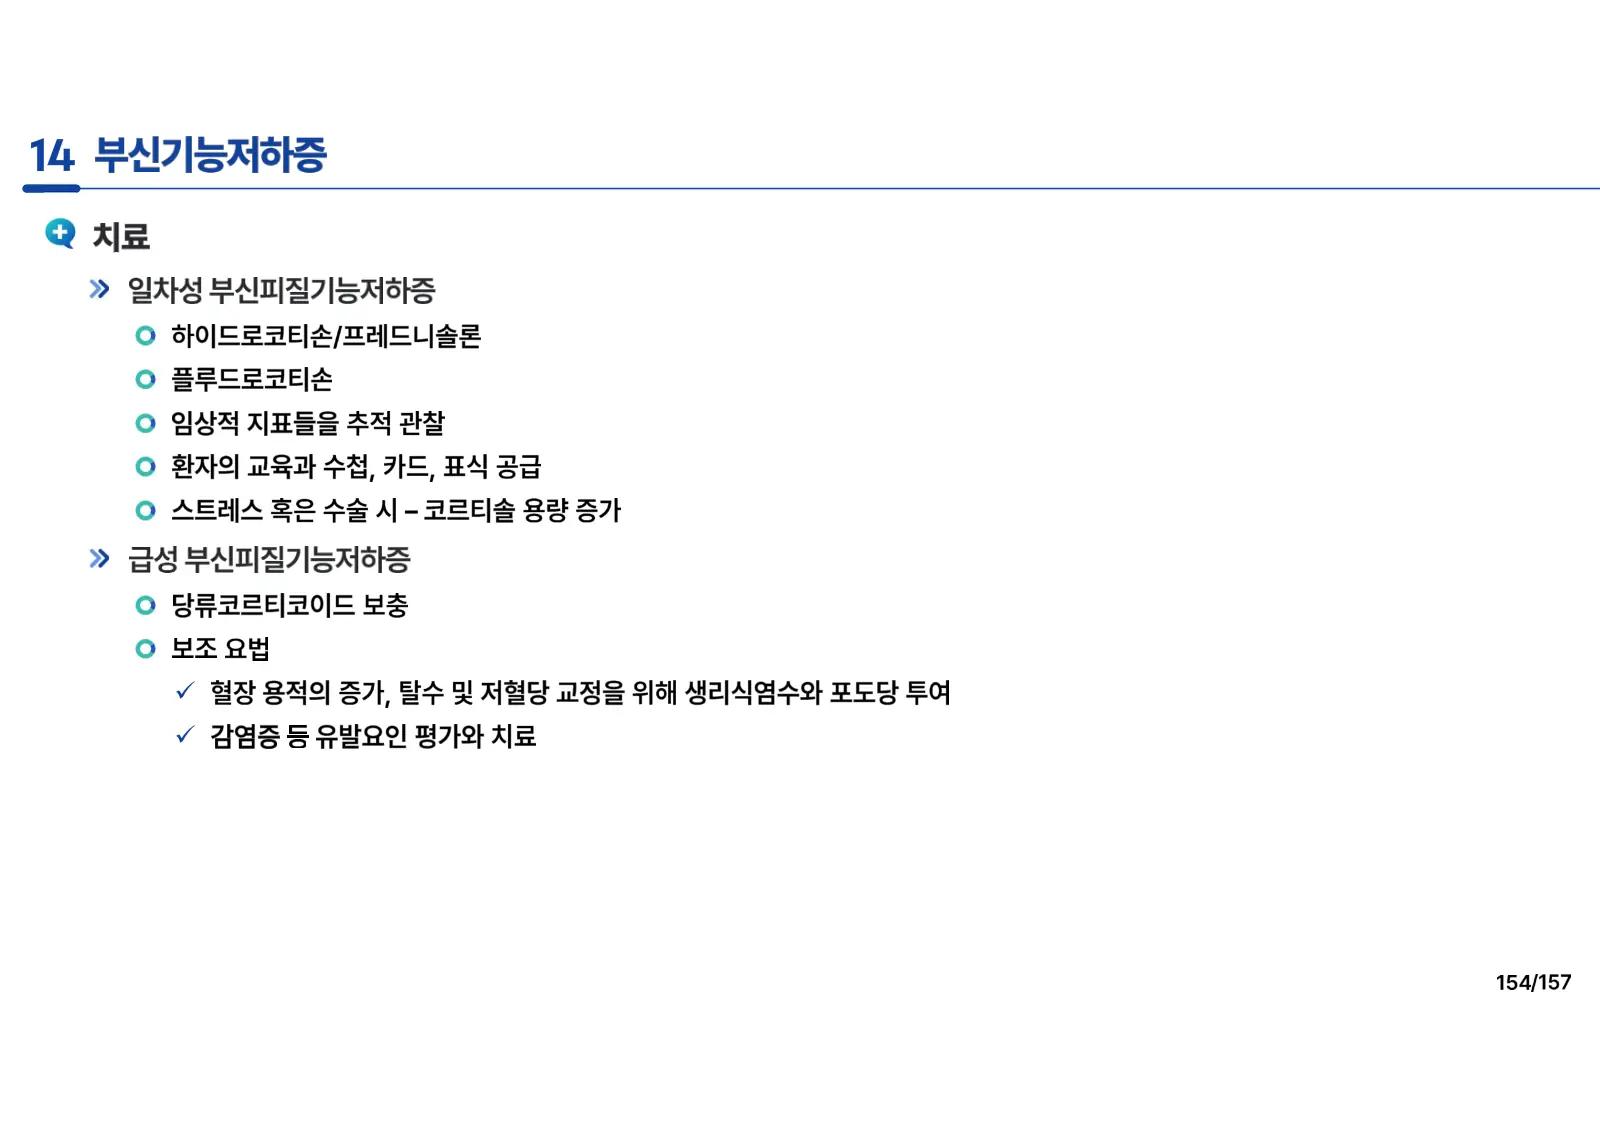 14 부신기능저하증
치료
일차성 부신피질기능저하증
하이드로코티손/프레드니솔론
플루드로코티손
임상적 지표들을 추적 관찰
환자의 교육과 수첩, 카드, 표식 공급
스트레스 혹은 수술 시 – 코르티솔 용량 증가
급성 부신피질기능저하증
당류코르티코이드 보충
보조 요법
혈장 용적의 증가, 탈수 및 저혈당 교정을 위해 생리식염수와 포도당 투여
감염증 등 유발요인 평가와 치료
154/157